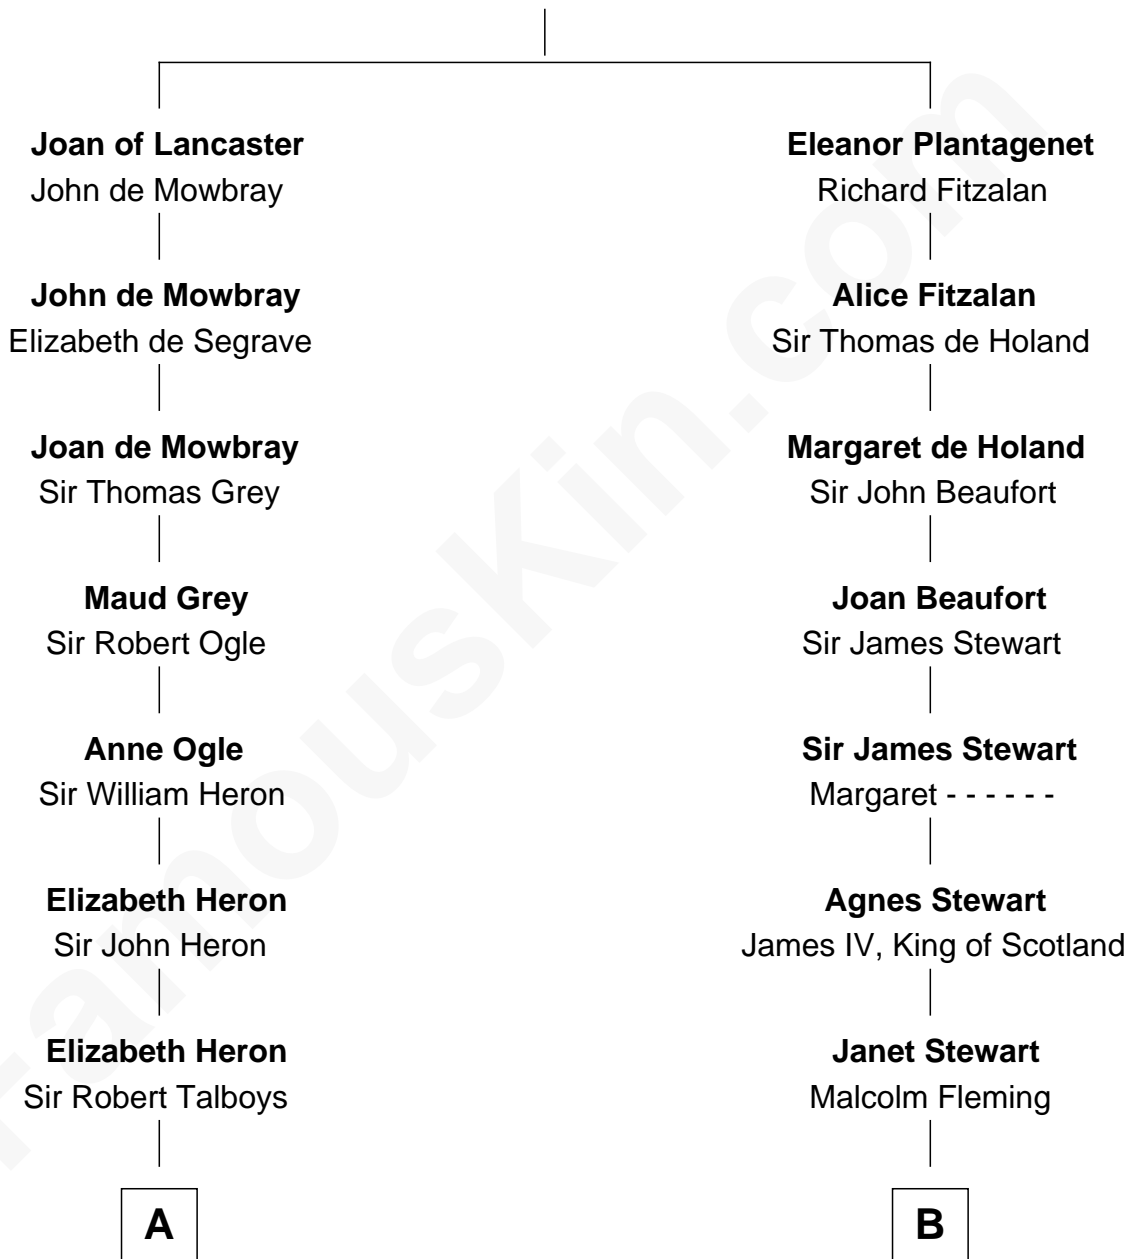 Joan of Lancaster
John de Mowbray
John de Mowbray
Elizabeth de Segrave
Joan de Mowbray
Sir Thomas Grey
Maud Grey
Sir Robert Ogle
Anne Ogle
Sir William Heron
Elizabeth Heron
Sir John Heron
Elizabeth Heron
Sir Robert Talboys
A
Eleanor Plantagenet
Richard Fitzalan
Alice Fitzalan
Sir Thomas de Holand
Margaret de Holand
Sir John Beaufort
Joan Beaufort
Sir James Stewart
Sir James Stewart
Margaret - - - - - -
Agnes Stewart
James IV, King of Scotland
Janet Stewart
Malcolm Fleming
B
FamousKin.com